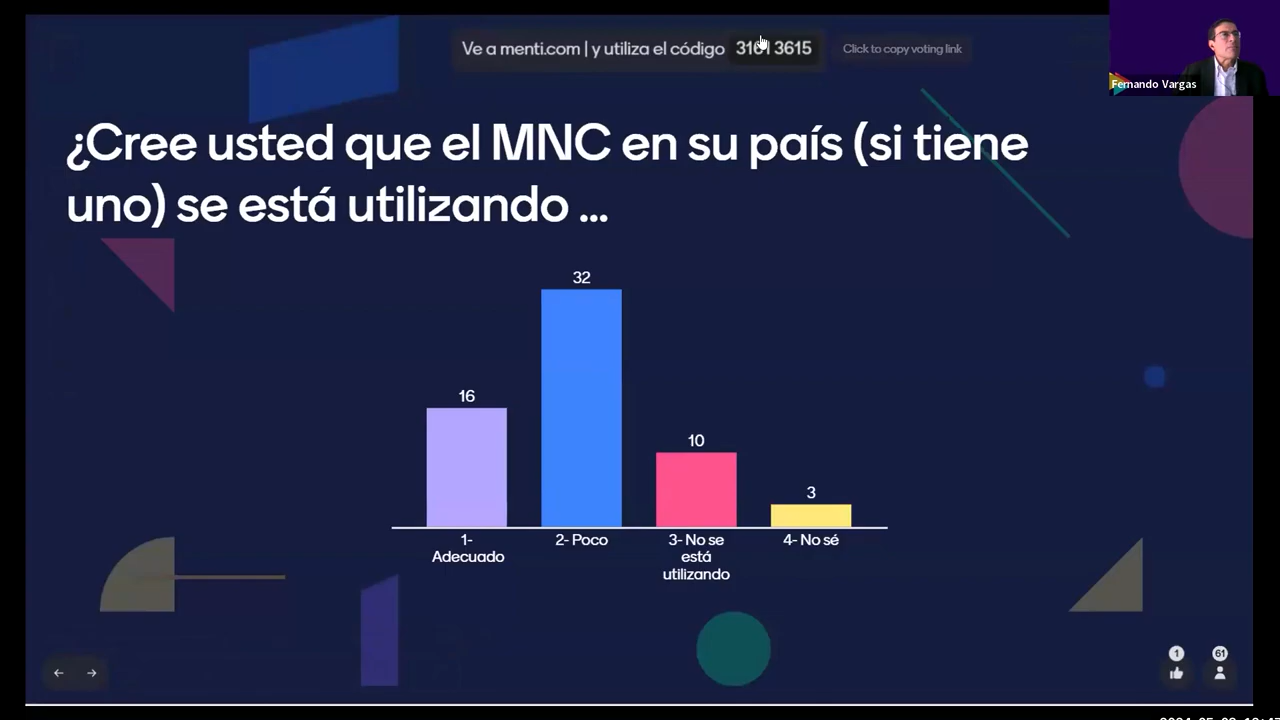 Ve a menti.com | y utiliza el código 3161 3615
Click to copy voting link
Fernando Vargas
¿Cree usted que el MNC en su país (si tiene
uno) se está utilizando ...
32
16
10
3
1-
Adecuado
2- Poco
3- No se
está
utilizando
4- No sé
1
61